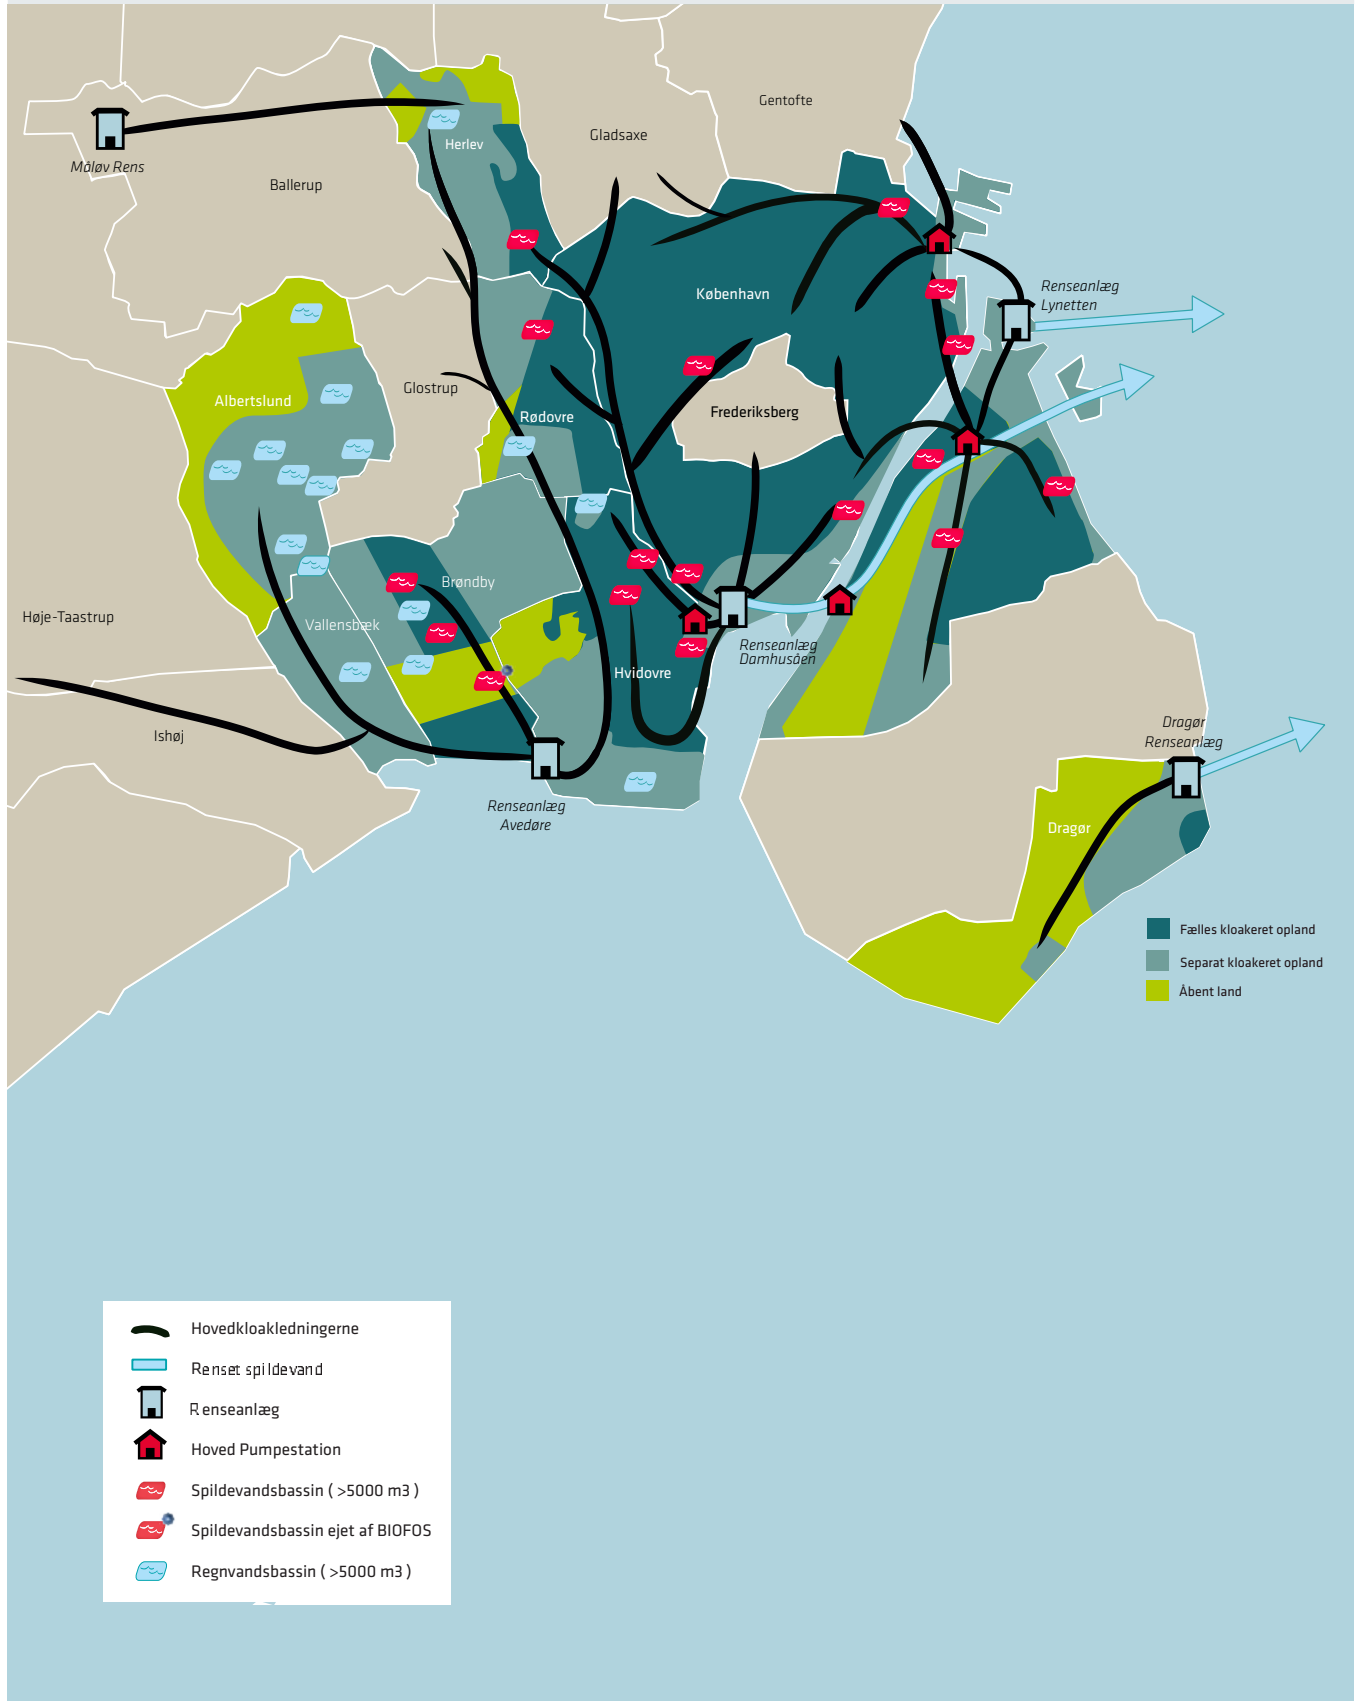 Gentofte
Gladsaxe
Herlev
Måløv Rens
Ballerup
Renseanlæg
Lynetten
København
Glostrup
Albertslund
Frederiksberg
Rødovre
Brøndby
Høje-Taastrup
Vallensbæk
Renseanlæg
Damhusåen
Hvidovre
Ishøj
Dragør
Renseanlæg
Renseanlæg
Avedøre
Dragør
Fælles kloakeret opland
Separat kloakeret opland
Åbent land
Hovedkloakledningerne
Renset spildevand
Renseanlæg
Hoved Pumpestation
Spildevandsbassin ( >5000 m3 )
Spildevandsbassin ejet af BIOFOS
Regnvandsbassin ( >5000 m3 )